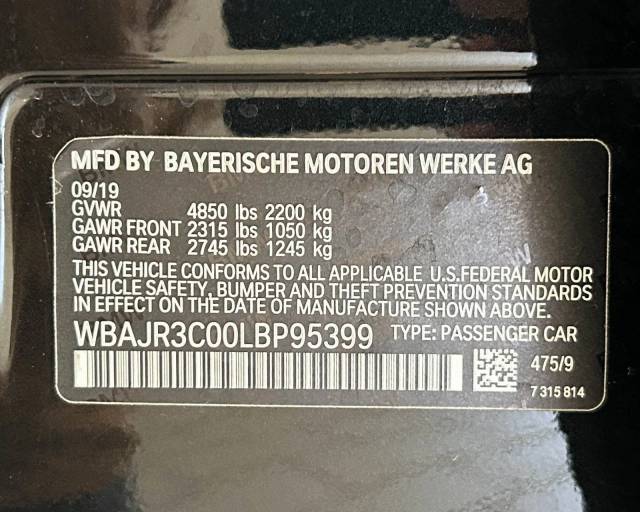 MFD BY BAYERISCHE MOTOREN WERKE AG
09/19
GVWR 4850 lbs 2200 kg
GAWR FRONT 2315 lbs 1050 kg
GAWR REAR 2745 lbs 1245 kg
THIS VEHICLE CONFORMS TO ALL APPLICABLE U.S.FEDERAL MOTOR
VEHICLE SAFETY, BUMPER AND THEFT PREVENTION STANDARDS
IN EFFECT ON THE DATE OF MANUFACTURE SHOWN ABOVE.
WBAJR3C00LBP95399 TYPE: PASSENGER CAR
475/9
7 315 814